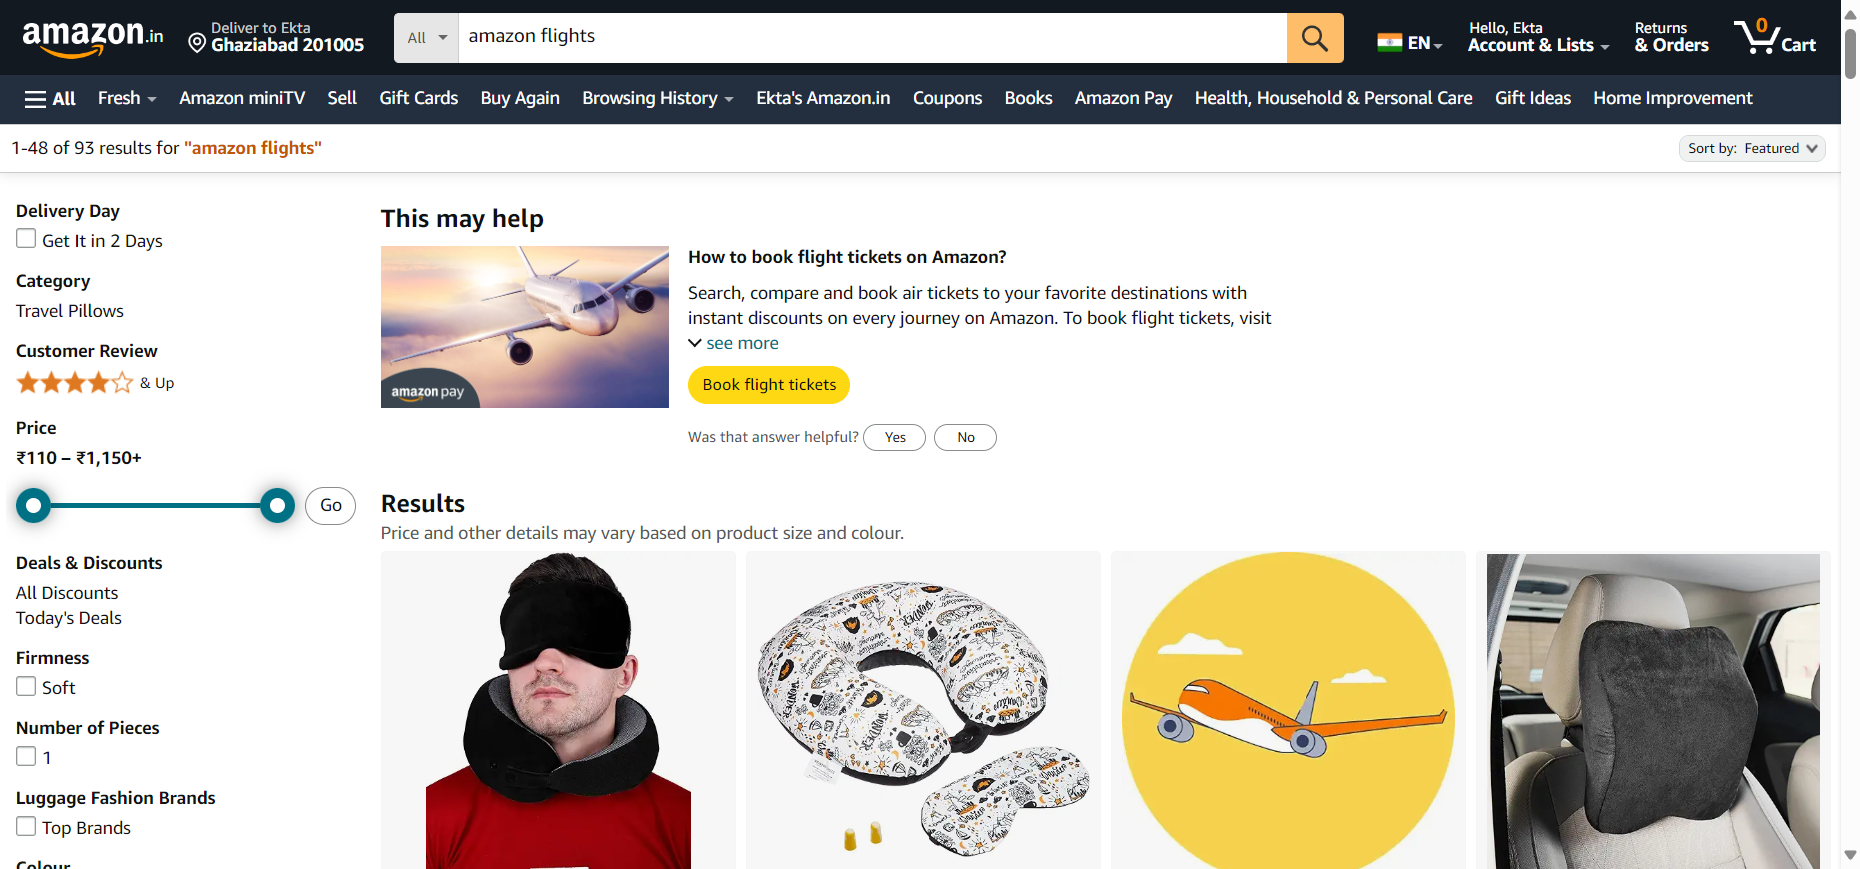 amazon.in
Deliver to Ekta
Ghaziabad 201005
All
amazon flights
EN
Hello, Ekta
Account & Lists
Returns
& Orders
0
Cart
All
Fresh
Amazon miniTV
Sell
Gift Cards
Buy Again
Browsing History
Ekta's Amazon.in
Coupons
Books
Amazon Pay
Health, Household & Personal Care
Gift Ideas
Home Improvement
1-48 of 93 results for "amazon flights"
Sort by: Featured
Delivery Day
Get It in 2 Days
Category
Travel Pillows
Customer Review
& Up
Price
₹110 – ₹1,150+
Go
Deals & Discounts
All Discounts
Today's Deals
Firmness
Soft
Number of Pieces
1
Luggage Fashion Brands
Top Brands
Colour
This may help
amazon pay
How to book flight tickets on Amazon?
Search, compare and book air tickets to your favorite destinations with
instant discounts on every journey on Amazon. To book flight tickets, visit
see more
Book flight tickets
Was that answer helpful?
Yes
No
Results
Price and other details may vary based on product size and colour.